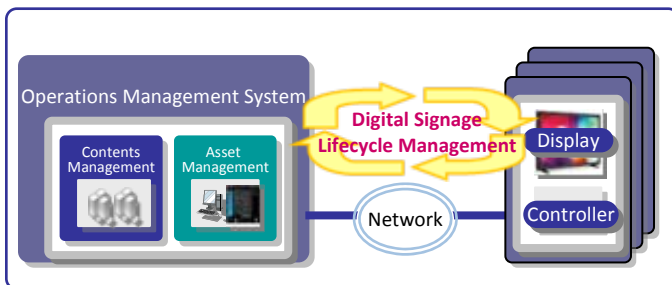 Operations Management System
Contents
Management
Asset
Management
Digital Signage
Lifecycle Management
Network
Display
Controller